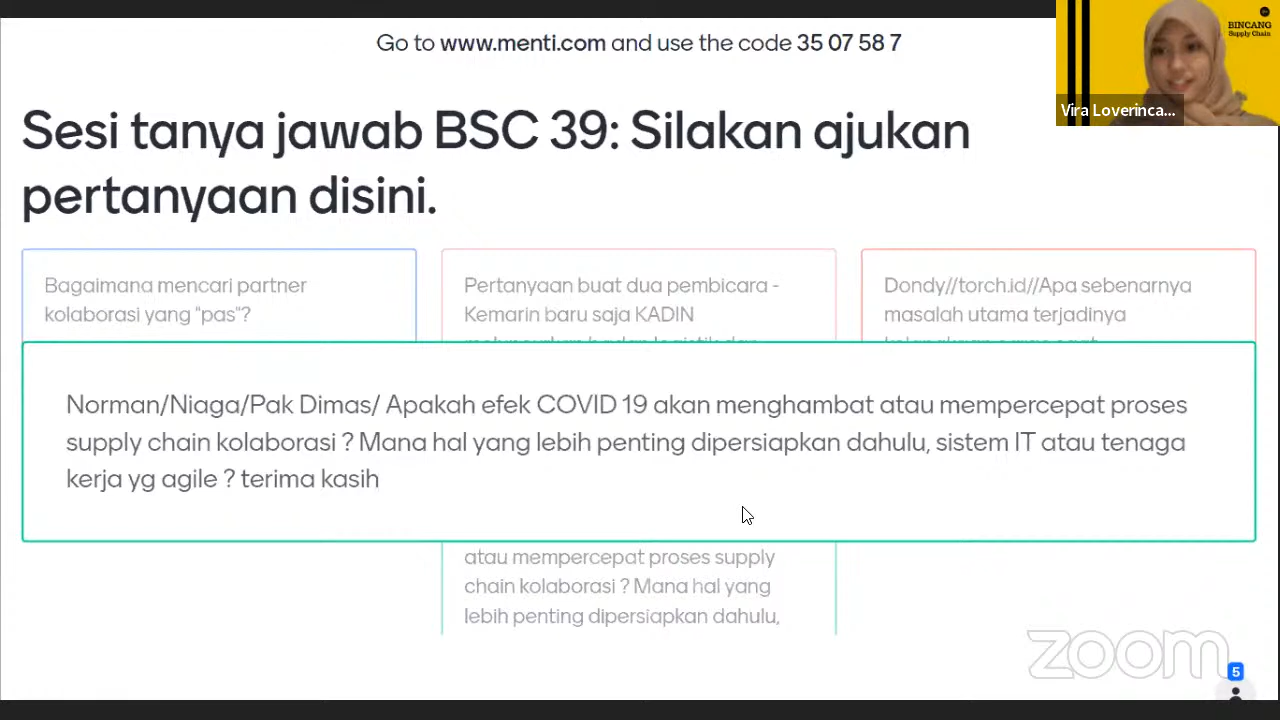 Go to www.menti.com and use the code 35 07 58 7
BINCANG
Supply Chain
Vira Loverinca...
Sesi tanya jawab BSC 39: Silakan ajukan
pertanyaan disini.
Bagaimana mencari partner
kolaborasi yang "pas"?
Pertanyaan buat dua pembicara -
Kemarin baru saja KADIN
Dondy//torch.id//Apa sebenarnya
masalah utama terjadinya
Norman/Niaga/Pak Dimas/ Apakah efek COVID 19 akan menghambat atau mempercepat proses
supply chain kolaborasi ? Mana hal yang lebih penting dipersiapkan dahulu, sistem IT atau tenaga
kerja yg agile ? terima kasih
atau mempercepat proses supply
chain kolaborasi ? Mana hal yang
lebih penting dipersiapkan dahulu,
zoom
5